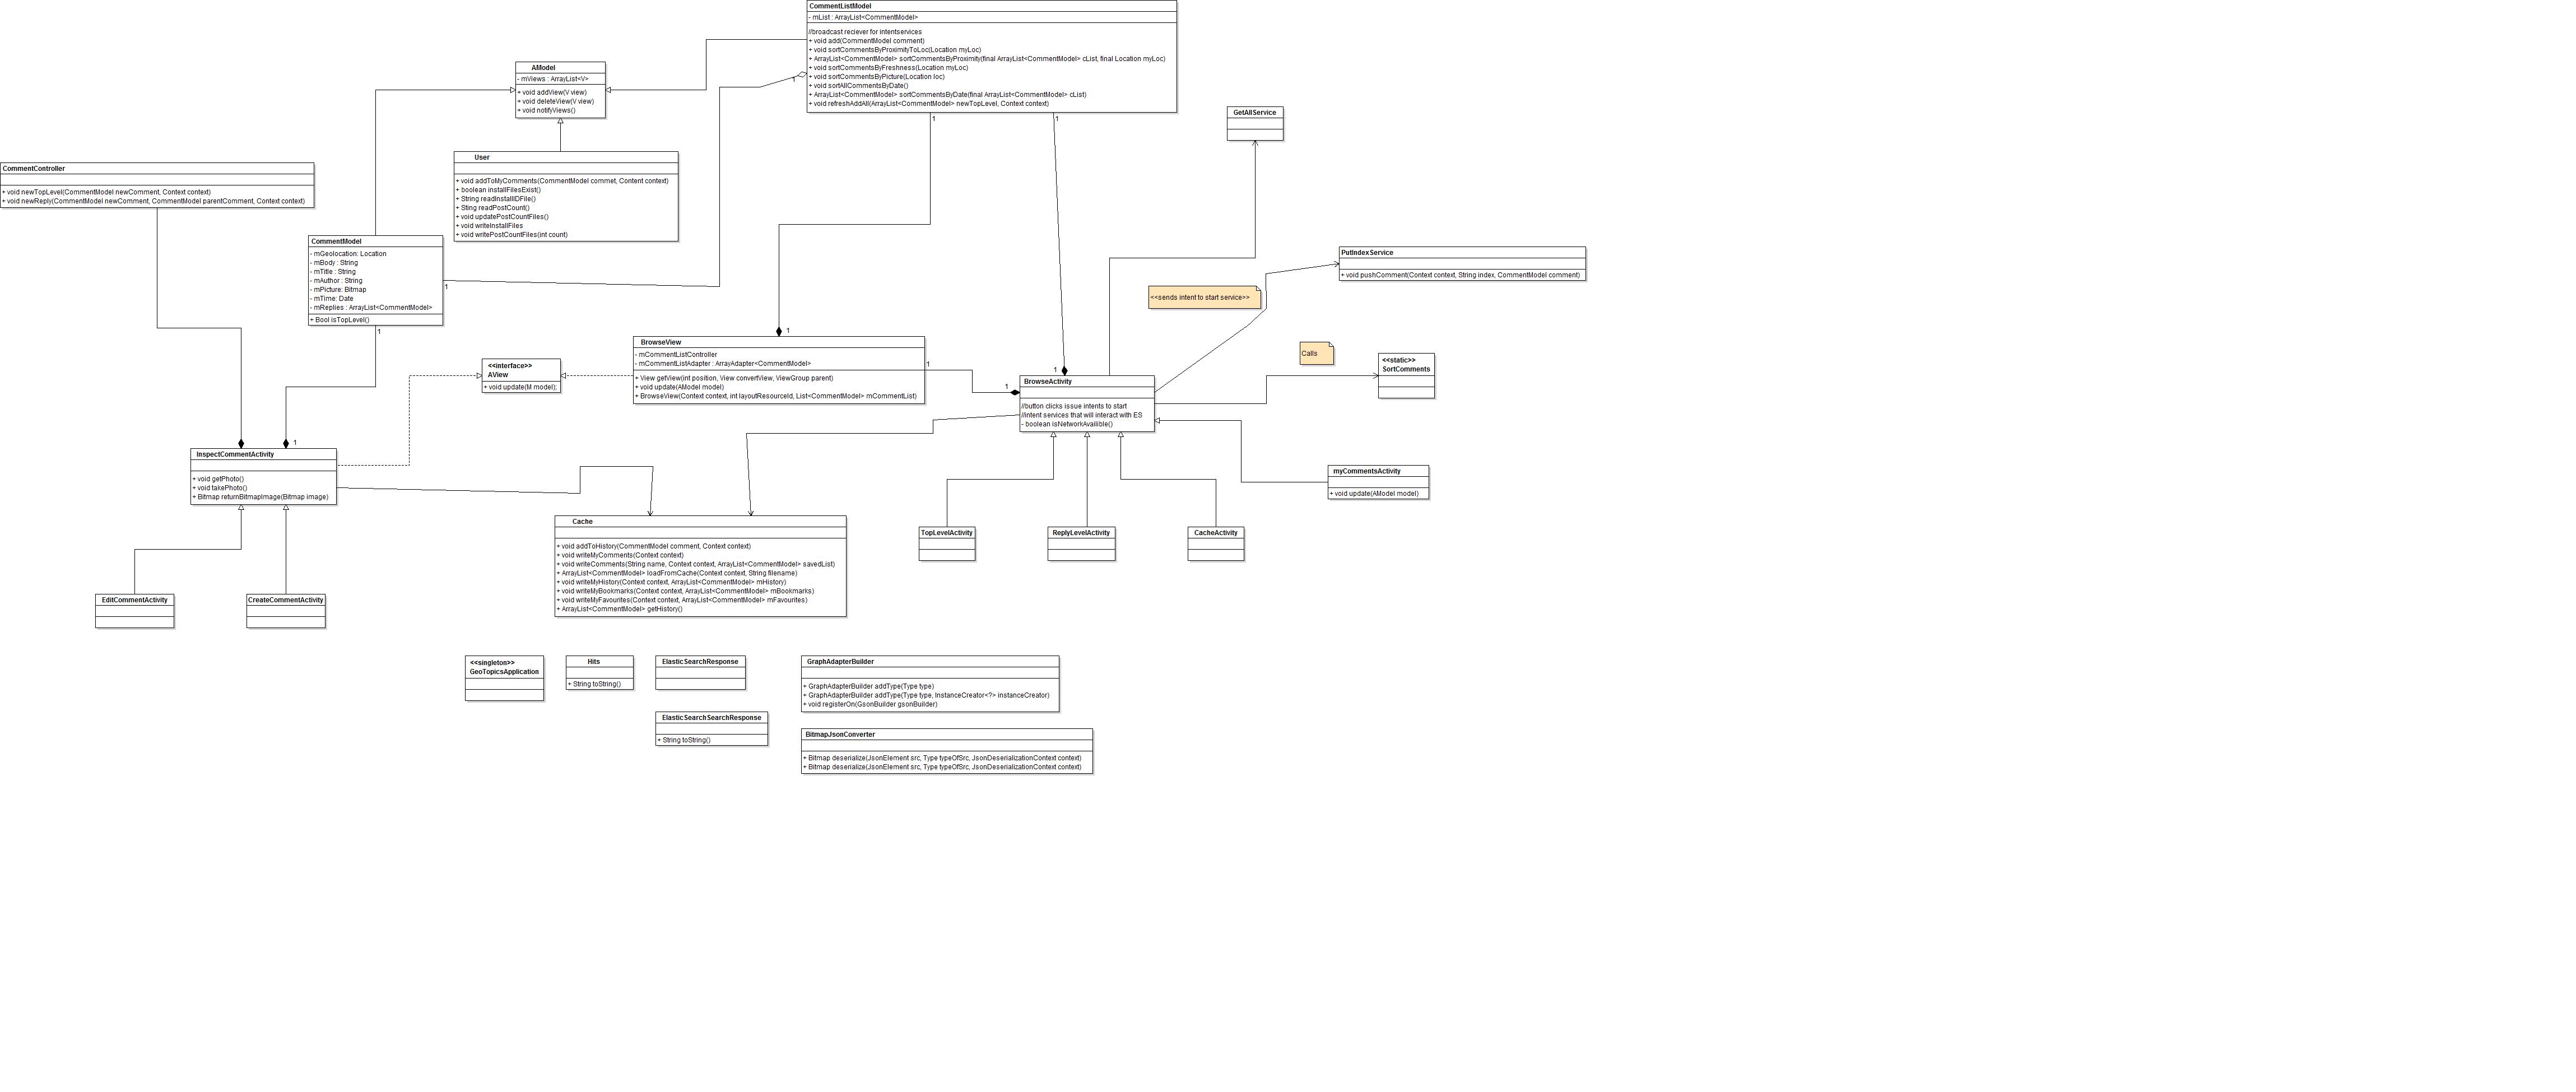 CommentListModel
- mList : ArrayList<CommentModel>
//broadcast reciever for intentservices
+ void add(CommentModel comment)
+ void sortCommentsByProximityToLoc(Location myLoc)
+ ArrayList<CommentModel> sortCommentsByProximity(final ArrayList<CommentModel> cList, final Location myLoc)
+ void sortCommentsByFreshness(Location myLoc)
+ void sortCommentsByPicture(Location loc)
+ void sortAllCommentsByDate()
+ ArrayList<CommentModel> sortCommentsByDate(final ArrayList<CommentModel> cList)
+ void refreshAddAll(ArrayList<CommentModel> newTopLevel, Context context)
1
1
1
AModel
- mViews : ArrayList<V>
+ void addView(V view)
+ void deleteView(V view)
+ void notifyViews()
GetAllService
User
+ void addToMyComments(CommentModel commet, Content context)
+ boolean installFilesExist()
+ String readInstallIDFile()
+ Sting readPostCount()
+ void updatePostCountFiles()
+ void writeInstallFiles
+ void writePostCountFiles(int count)
CommentController
+ void newTopLevel(CommentModel newComment, Context context)
+ void newReply(CommentModel newComment, CommentModel parentComment, Context context)
CommentModel
- mGeolocation: Location
- mBody : String
- mTitle : String
- mAuthor : String
- mPicture: Bitmap
- mTime: Date
- mReplies : ArrayList<CommentModel>
+ Bool isTopLevel()
1
1
PutIndexService
+ void pushComment(Context context, String index, CommentModel comment)
<<sends intent to start service>>
Calls
<<static>>
SortComments
1
BrowseView
- mCommentListController
- mCommentListAdapter : ArrayAdapter<CommentModel>
+ View getView(int position, View convertView, ViewGroup parent)
+ void update(AModel model)
+ BrowseView(Context context, int layoutResourceId, List<CommentModel> mCommentList)
1
1
1
<<interface>>
AView
+ void update(M model);
BrowseActivity
//button clicks issue intents to start
//intent services that will interact with ES
- boolean isNetworkAvailible()
1
InspectCommentActivity
+ void getPhoto()
+ void takePhoto()
+ Bitmap returnBitmapImage(Bitmap image)
myCommentsActivity
+ void update(AModel model)
Cache
+ void addToHistory(CommentModel comment, Context context)
+ void writeMyComments(Context context)
+ void writeComments(String name, Context context, ArrayList<CommentModel> savedList)
+ ArrayList<CommentModel> loadFromCache(Context context, String filename)
+ void writeMyHistory(Context context, ArrayList<CommentModel> mHistory)
+ void writeMyBookmarks(Context context, ArrayList<CommentModel> mBookmarks)
+ void writeMyFavourites(Context context, ArrayList<CommentModel> mFavourites)
+ ArrayList<CommentModel> getHistory()
TopLevelActivity
ReplyLevelActivity
CacheActivity
EditCommentActivity
CreateCommentActivity
<<singleton>>
GeoTopicsApplication
Hits
+ String toString()
ElasticSearchResponse
ElasticSearchSearchResponse
+ String toString()
GraphAdapterBuilder
+ GraphAdapterBuilder addType(Type type)
+ GraphAdapterBuilder addType(Type type, InstanceCreator<?> instanceCreator)
+ void registerOn(GsonBuilder gsonBuilder)
BitmapJsonConverter
+ Bitmap deserialize(JsonElement src, Type typeOfSrc, JsonDeserializationContext context)
+ Bitmap deserialize(JsonElement src, Type typeOfSrc, JsonDeserializationContext context)